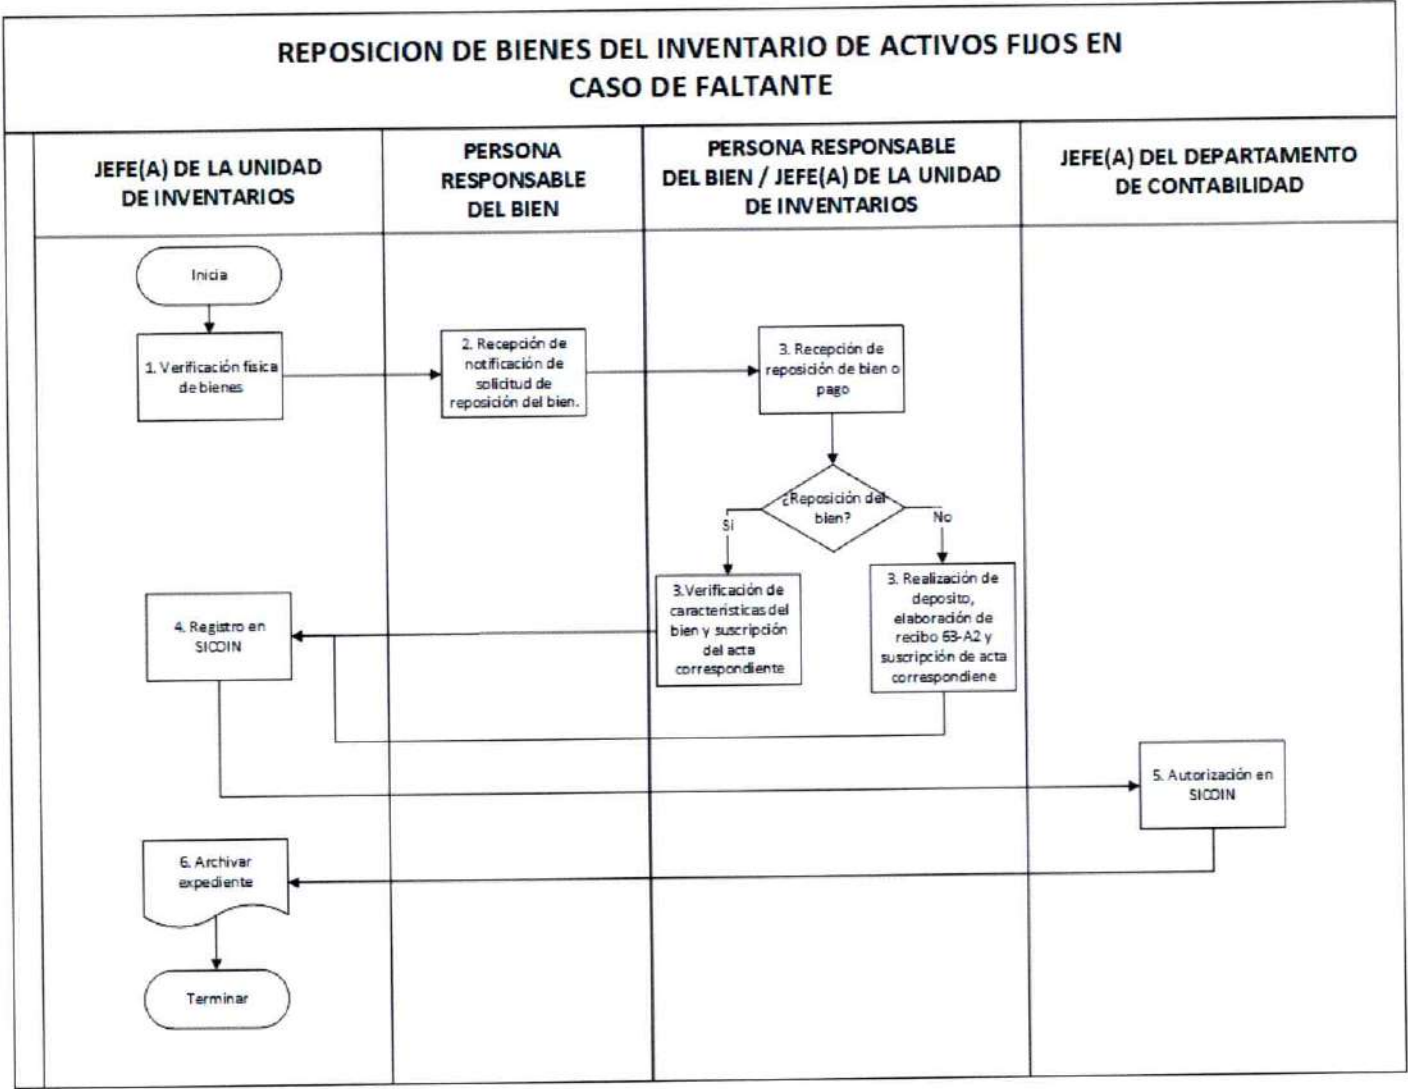 REPOSICION DE BIENES DEL INVENTARIO DE ACTIVOS FIJOS EN
CASO DE FALTANTE
JEFE(A) DE LA UNIDAD
DE INVENTARIOS
PERSONA
RESPONSABLE
DEL BIEN
PERSONA RESPONSABLE
DEL BIEN / JEFE(A) DE LA UNIDAD
DE INVENTARIOS
JEFE(A) DEL DEPARTAMENTO
DE CONTABILIDAD
Inicia
1. Verificación física
de bienes
2. Recepción de
notificación de
solicitud de
reposición del bien.
3. Recepción de
reposición de bien o
pago
¿Reposición del
bien?
Si
No
3.Verificación de
características del
bien y suscripción
del acta
correspondiente
3. Realización de
deposito,
elaboración de
recibo 63-A2 y
suscripción de acta
correspondiene
4. Registro en
SICOIN
5. Autorización en
SICOIN
6. Archivar
expediente
Terminar